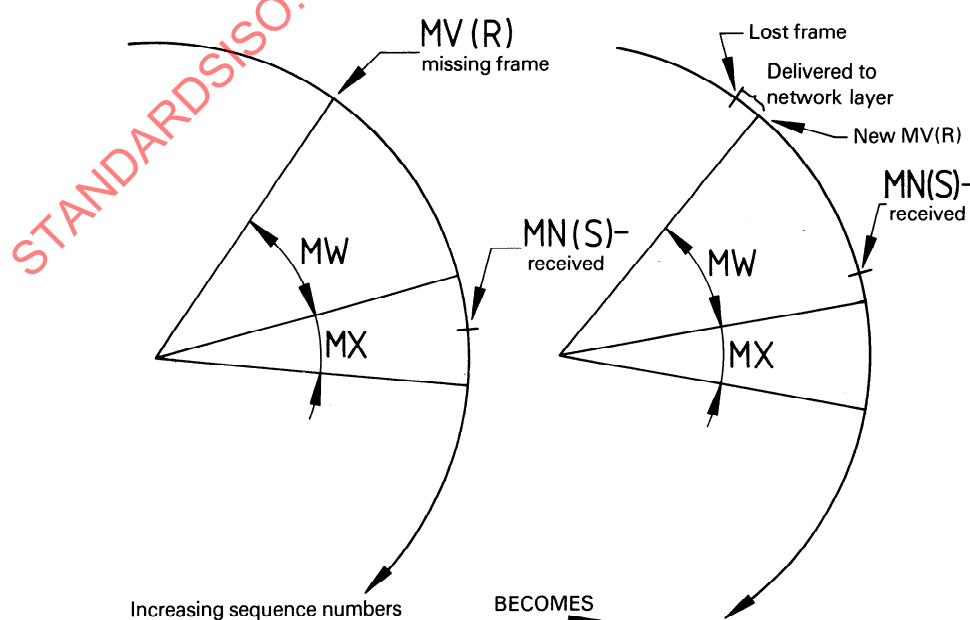 STANDARDSISO.
MV(R)
missing frame
MW
MX
MN(S)-
received
Increasing sequence numbers
BECOMES
Lost frame
Delivered to
network layer
New MV(R)
MN(S)-
received
MW
MX